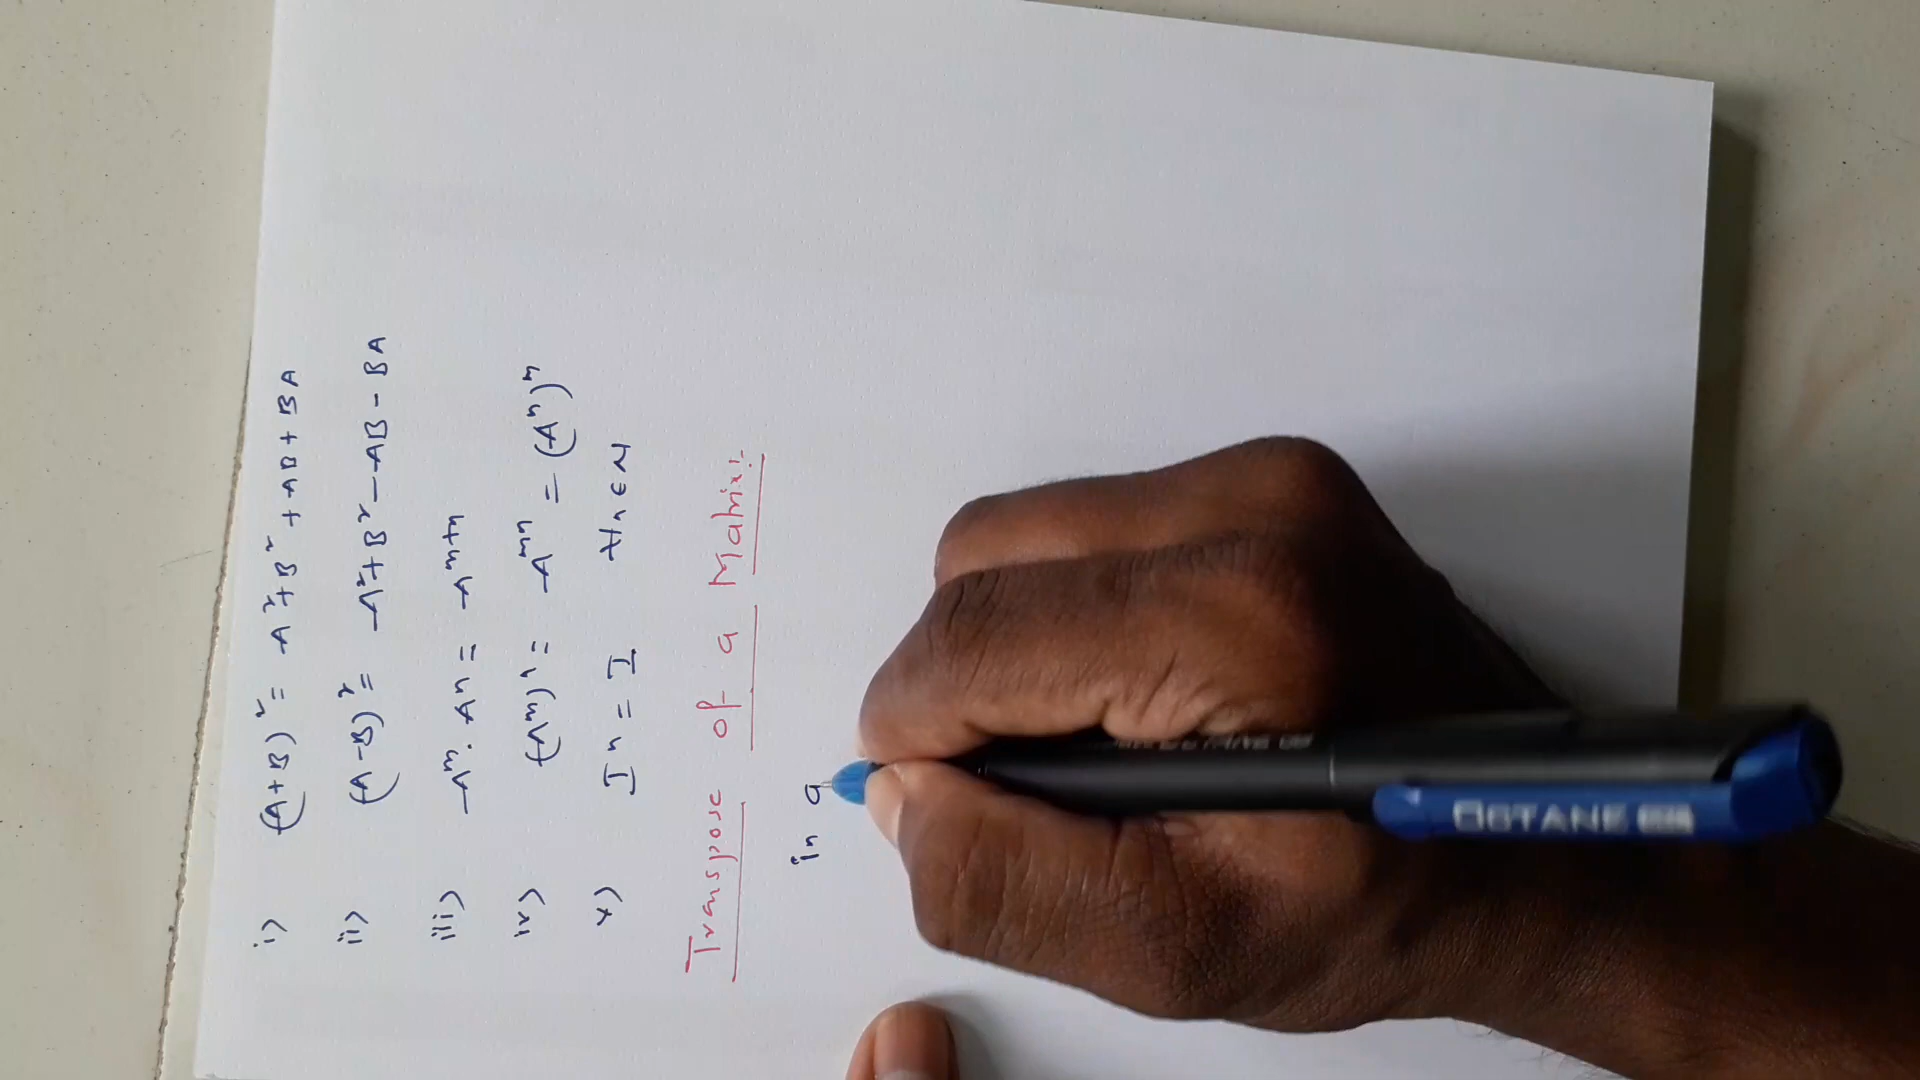 i) (A+B)² = A²+B²+AB+BA
ii) (A-B)² = A²+B²-AB-BA
iii) Aᵐ. Aⁿ = Aᵐ⁺ⁿ
iv) (Aᵐ)ⁿ = Aᵐⁿ = (Aⁿ)ᵐ
v) Iⁿ = I ∀n∈N
Transpose of a Matrix:
in a
OCTANE